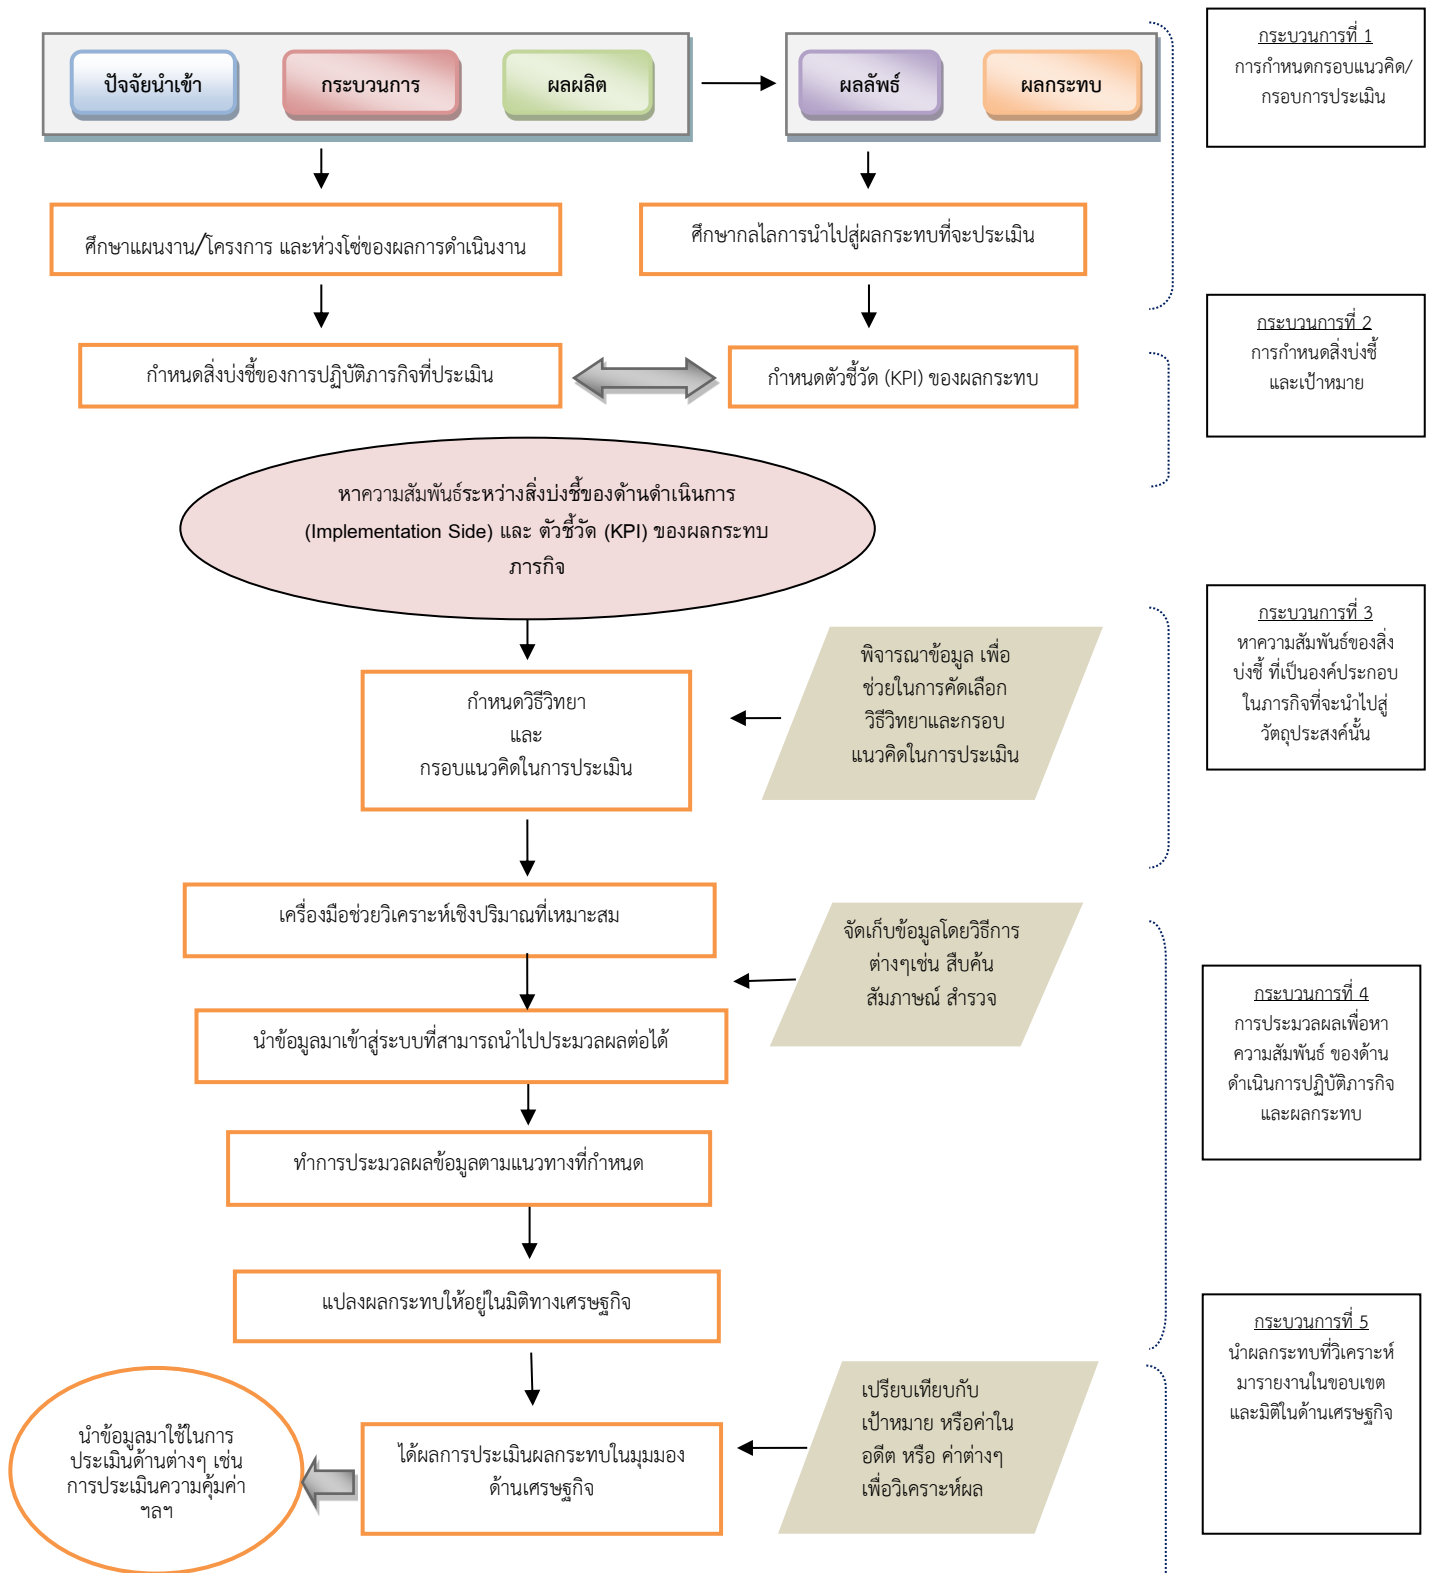 ปัจจัยนำเข้า
กระบวนการ
ผลผลิต
ผลลัพธ์
ผลกระทบ
กระบวนการที่ 1
การกำหนดกรอบแนวคิด/
กรอบการประเมิน
ศึกษาแผนงาน/โครงการ และห่วงโซ่ของผลการดำเนินงาน
ศึกษากลไลการนำไปสู่ผลกระทบที่จะประเมิน
กระบวนการที่ 2
การกำหนดสิ่งบ่งชี้
และเป้าหมาย
กำหนดสิ่งบ่งชี้ของการปฏิบัติภารกิจที่ประเมิน
กำหนดตัวชี้วัด (KPI) ของผลกระทบ
หาความสัมพันธ์ระหว่างสิ่งบ่งชี้ของด้านดำเนินการ
(Implementation Side) และ ตัวชี้วัด (KPI) ของผลกระทบ
ภารกิจ
กระบวนการที่ 3
หาความสัมพันธ์ของสิ่ง
บ่งชี้ ที่เป็นองค์ประกอบ
ในภารกิจที่จะนำไปสู่
วัตถุประสงค์นั้น
กำหนดวิธีวิทยา
และ
กรอบแนวคิดในการประเมิน
พิจารณาข้อมูล เพื่อ
ช่วยในการคัดเลือก
วิธีวิทยาและกรอบ
แนวคิดในการประเมิน
เครื่องมือช่วยวิเคราะห์เชิงปริมาณที่เหมาะสม
จัดเก็บข้อมูลโดยวิธีการ
ต่างๆเช่น สืบค้น
สัมภาษณ์ สำรวจ
กระบวนการที่ 4
การประมวลผลเพื่อหา
ความสัมพันธ์ ของด้าน
ดำเนินการปฏิบัติภารกิจ
และผลกระทบ
นำข้อมูลมาเข้าสู่ระบบที่สามารถนำไปประมวลผลต่อได้
ทำการประมวลผลข้อมูลตามแนวทางที่กำหนด
แปลงผลกระทบให้อยู่ในมิติทางเศรษฐกิจ
กระบวนการที่ 5
นำผลกระทบที่วิเคราะห์
มารายงานในขอบเขต
และมิติในด้านเศรษฐกิจ
นำข้อมูลมาใช้ในการ
ประเมินด้านต่างๆ เช่น
การประเมินความคุ้มค่า
ฯลฯ
ได้ผลการประเมินผลกระทบในมุมมอง
ด้านเศรษฐกิจ
เปรียบเทียบกับ
เป้าหมาย หรือค่าใน
อดีต หรือ ค่าต่างๆ
เพื่อวิเคราะห์ผล